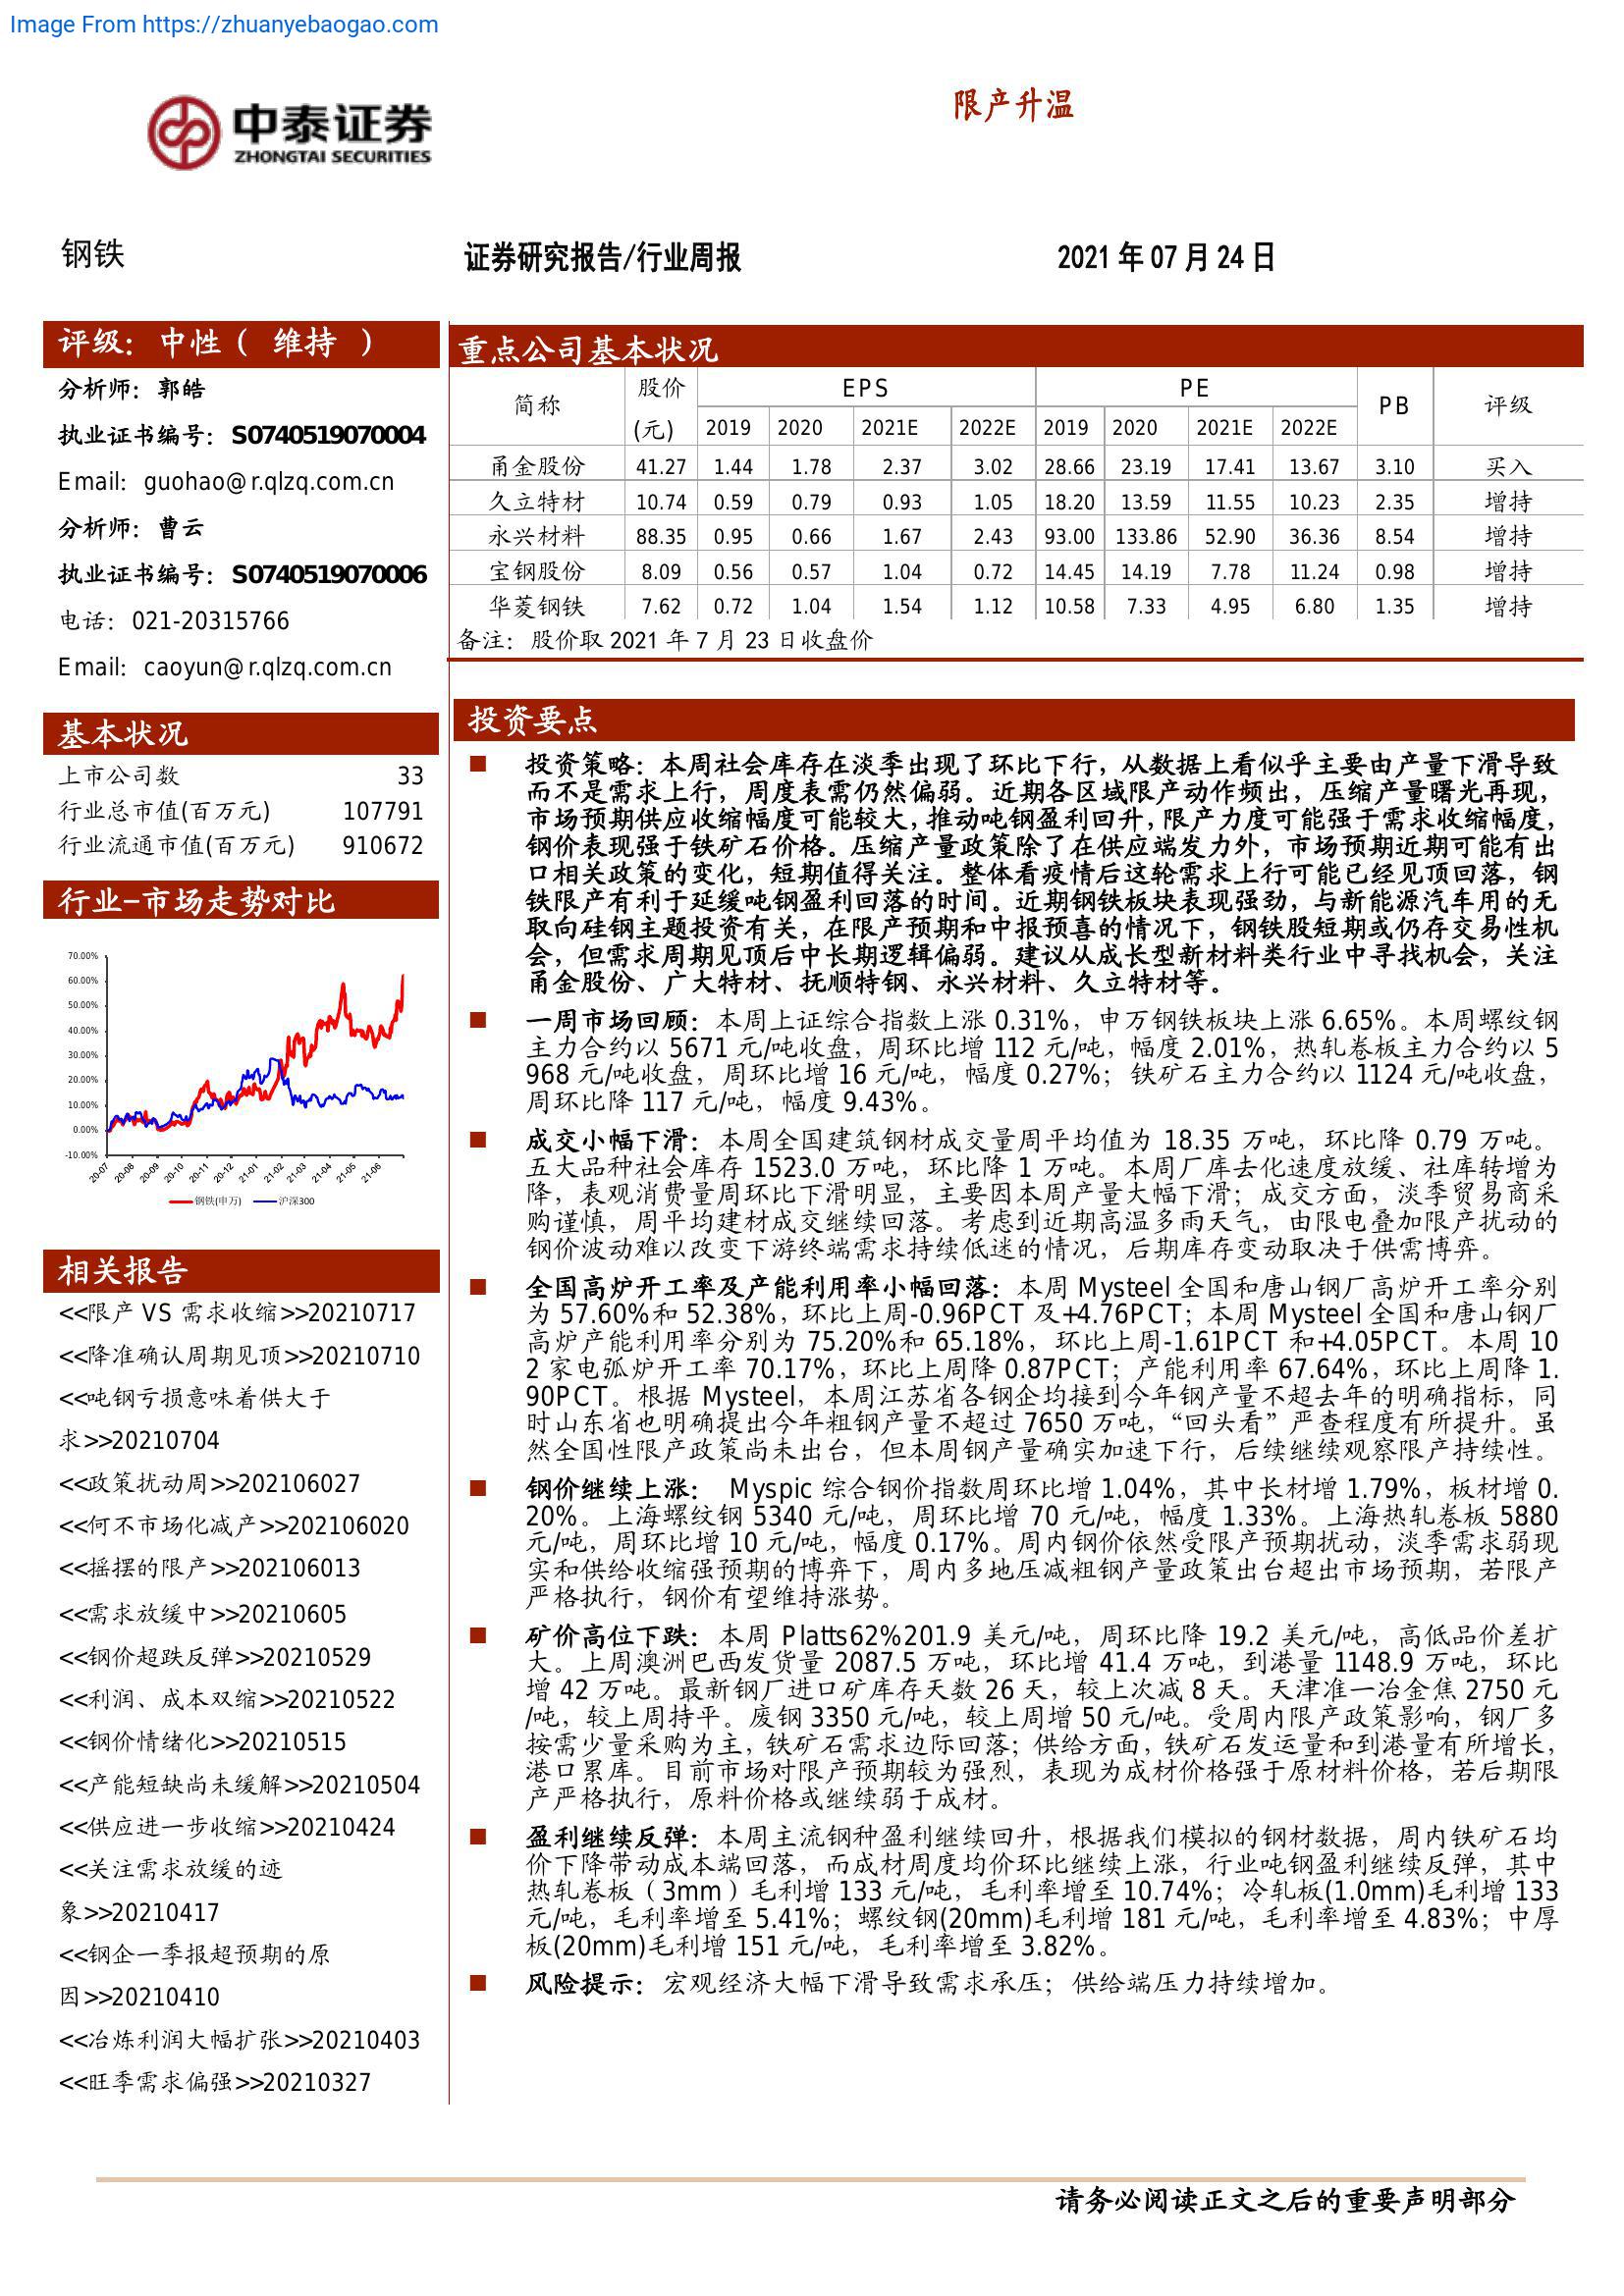 Image From https://zhuanyebaogao.com
中泰证券
ZHONGTAI SECURITIES
限产升温
钢铁
证券研究报告/行业周报
2021 年 07 月 24 日
评级：中性（ 维持 ）
分析师：郭皓
执业证书编号：S0740519070004
Email：guohao@r.qlzq.com.cn
分析师：曹云
执业证书编号：S0740519070006
电话：021-20315766
Email：caoyun@r.qlzq.com.cn
基本状况
上市公司数 33
行业总市值(百万元) 107791
行业流通市值(百万元) 910672
行业-市场走势对比
70.00%
60.00%
50.00%
40.00%
30.00%
20.00%
10.00%
0.00%
-10.00%
20-07 20-08 20-09 20-10 20-11 20-12 21-01 21-02 21-03 21-04 21-05 21-06
钢铁(申万) 沪深300
相关报告
<<限产 VS 需求收缩>>20210717
<<降准确认周期见顶>>20210710
<<吨钢亏损意味着供大于
求>>20210704
<<政策扰动周>>202106027
<<何不市场化减产>>202106020
<<摇摆的限产>>202106013
<<需求放缓中>>20210605
<<钢价超跌反弹>>20210529
<<利润、成本双缩>>20210522
<<钢价情绪化>>20210515
<<产能短缺尚未缓解>>20210504
<<供应进一步收缩>>20210424
<<关注需求放缓的迹
象>>20210417
<<钢企一季报超预期的原
因>>20210410
<<冶炼利润大幅扩张>>20210403
<<旺季需求偏强>>20210327
重点公司基本状况
简称 股价 EPS PE PB 评级
(元) 2019 2020 2021E 2022E 2019 2020 2021E 2022E
甬金股份 41.27 1.44 1.78 2.37 3.02 28.66 23.19 17.41 13.67 3.10 买入
久立特材 10.74 0.59 0.79 0.93 1.05 18.20 13.59 11.55 10.23 2.35 增持
永兴材料 88.35 0.95 0.66 1.67 2.43 93.00 133.86 52.90 36.36 8.54 增持
宝钢股份 8.09 0.56 0.57 1.04 0.72 14.45 14.19 7.78 11.24 0.98 增持
华菱钢铁 7.62 0.72 1.04 1.54 1.12 10.58 7.33 4.95 6.80 1.35 增持
备注：股价取 2021 年 7 月 23 日收盘价
投资要点
■ 投资策略：本周社会库存在淡季出现了环比下行，从数据上看似乎主要由产量下滑导致
而不是需求上行，周度表需仍然偏弱。近期各区域限产动作频出，压缩产量曙光再现，
市场预期供应收缩幅度可能较大，推动吨钢盈利回升，限产力度可能强于需求收缩幅度，
钢价表现强于铁矿石价格。压缩产量政策除了在供应端发力外，市场预期近期可能有出
口相关政策的变化，短期值得关注。整体看疫情后这轮需求上行可能已经见顶回落，钢
铁限产有利于延缓吨钢盈利回落的时间。近期钢铁板块表现强劲，与新能源汽车用的无
取向硅钢主题投资有关，在限产预期和中报预喜的情况下，钢铁股短期或仍存交易性机
会，但需求周期见顶后中长期逻辑偏弱。建议从成长型新材料类行业中寻找机会，关注
甬金股份、广大特材、抚顺特钢、永兴材料、久立特材等。
■ 一周市场回顾：本周上证综合指数上涨 0.31%，申万钢铁板块上涨 6.65%。本周螺纹钢
主力合约以 5671 元/吨收盘，周环比增 112 元/吨，幅度 2.01%，热轧卷板主力合约以 5
968 元/吨收盘，周环比增 16 元/吨，幅度 0.27%；铁矿石主力合约以 1124 元/吨收盘，
周环比降 117 元/吨，幅度 9.43%。
■ 成交小幅下滑：本周全国建筑钢材成交量周平均值为 18.35 万吨，环比降 0.79 万吨。
五大品种社会库存 1523.0 万吨，环比降 1 万吨。本周厂库去化速度放缓、社库转增为
降，表观消费量周环比下滑明显，主要因本周产量大幅下滑；成交方面，淡季贸易商采
购谨慎，周平均建材成交继续回落。考虑到近期高温多雨天气，由限电叠加限产扰动的
钢价波动难以改变下游终端需求持续低迷的情况，后期库存变动取决于供需博弈。
■ 全国高炉开工率及产能利用率小幅回落：本周 Mysteel 全国和唐山钢厂高炉开工率分别
为 57.60%和 52.38%，环比上周-0.96PCT 及+4.76PCT；本周 Mysteel 全国和唐山钢厂
高炉产能利用率分别为 75.20%和 65.18%，环比上周-1.61PCT 和+4.05PCT。本周 10
2 家电弧炉开工率 70.17%，环比上周降 0.87PCT；产能利用率 67.64%，环比上周降 1.
90PCT。根据 Mysteel，本周江苏省各钢企均接到今年钢产量不超去年的明确指标，同
时山东省也明确提出今年粗钢产量不超过 7650 万吨，“回头看”严查程度有所提升。虽
然全国性限产政策尚未出台，但本周钢产量确实加速下行，后续继续观察限产持续性。
■ 钢价继续上涨： Myspic 综合钢价指数周环比增 1.04%，其中长材增 1.79%，板材增 0.
20%。上海螺纹钢 5340 元/吨，周环比增 70 元/吨，幅度 1.33%。上海热轧卷板 5880
元/吨，周环比增 10 元/吨，幅度 0.17%。周内钢价依然受限产预期扰动，淡季需求弱现
实和供给收缩强预期的博弈下，周内多地压减粗钢产量政策出台超出市场预期，若限产
严格执行，钢价有望维持涨势。
■ 矿价高位下跌：本周 Platts62%201.9 美元/吨，周环比降 19.2 美元/吨，高低品价差扩
大。上周澳洲巴西发货量 2087.5 万吨，环比增 41.4 万吨，到港量 1148.9 万吨，环比
增 42 万吨。最新钢厂进口矿库存天数 26 天，较上次减 8 天。天津准一冶金焦 2750 元
/吨，较上周持平。废钢 3350 元/吨，较上周增 50 元/吨。受周内限产政策影响，钢厂多
按需少量采购为主，铁矿石需求边际回落；供给方面，铁矿石发运量和到港量有所增长，
港口累库。目前市场对限产预期较为强烈，表现为成材价格强于原材料价格，若后期限
产严格执行，原料价格或继续弱于成材。
■ 盈利继续反弹：本周主流钢种盈利继续回升，根据我们模拟的钢材数据，周内铁矿石均
价下降带动成本端回落，而成材周度均价环比继续上涨，行业吨钢盈利继续反弹，其中
热轧卷板（3mm）毛利增 133 元/吨，毛利率增至 10.74%；冷轧板(1.0mm)毛利增 133
元/吨，毛利率增至 5.41%；螺纹钢(20mm)毛利增 181 元/吨，毛利率增至 4.83%；中厚
板(20mm)毛利增 151 元/吨，毛利率增至 3.82%。
■ 风险提示：宏观经济大幅下滑导致需求承压；供给端压力持续增加。
请务必阅读正文之后的重要声明部分